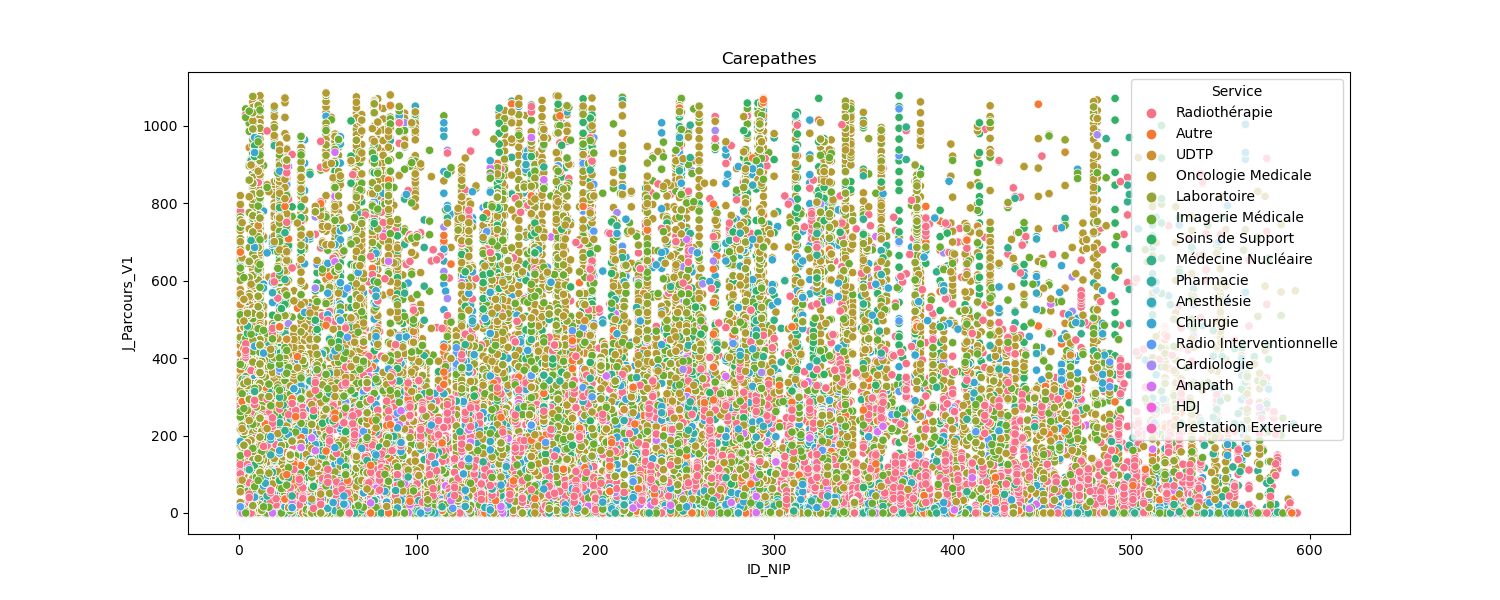 Carepathes
J_Parcours_V1
1000
800
600
400
200
0
0 100 200 300 400 500 600
ID_NIP
Service
Radiothérapie
Autre
UDTP
Oncologie Medicale
Laboratoire
Imagerie Médicale
Soins de Support
Médecine Nucléaire
Pharmacie
Anesthésie
Chirurgie
Radio Interventionnelle
Cardiologie
Anapath
HDJ
Prestation Exterieure